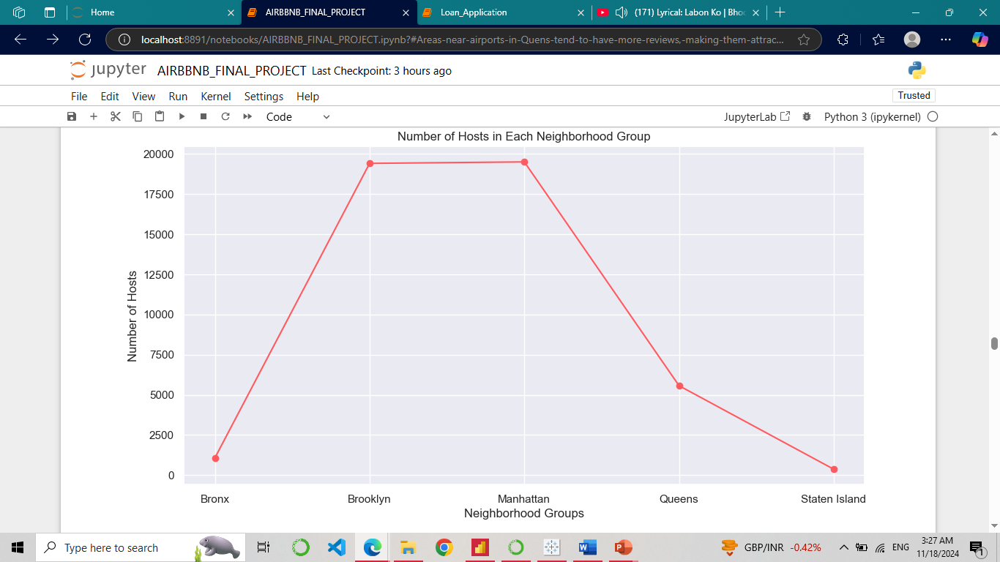 Home
AIRBBNB_FINAL_PROJECT
Loan_Application
(171) Lyrical: Labon Ko | Bhoo
localhost:8891/notebooks/AIRBBNB_FINAL_PROJECT.ipynb?#Areas-near-airports-in-Quens-tend-to-have-more-reviews,-making-them-attrac...
jupyter AIRBBNB_FINAL_PROJECT Last Checkpoint: 3 hours ago
File Edit View Run Kernel Settings Help
Trusted
Code
JupyterLab
Python 3 (ipykernel)
Number of Hosts in Each Neighborhood Group
20000
17500
15000
12500
10000
7500
5000
2500
0
Number of Hosts
Bronx Brooklyn Manhattan Queens Staten Island
Neighborhood Groups
Type here to search
GBP/INR -0.42%
ENG
3:27 AM
11/18/2024
1